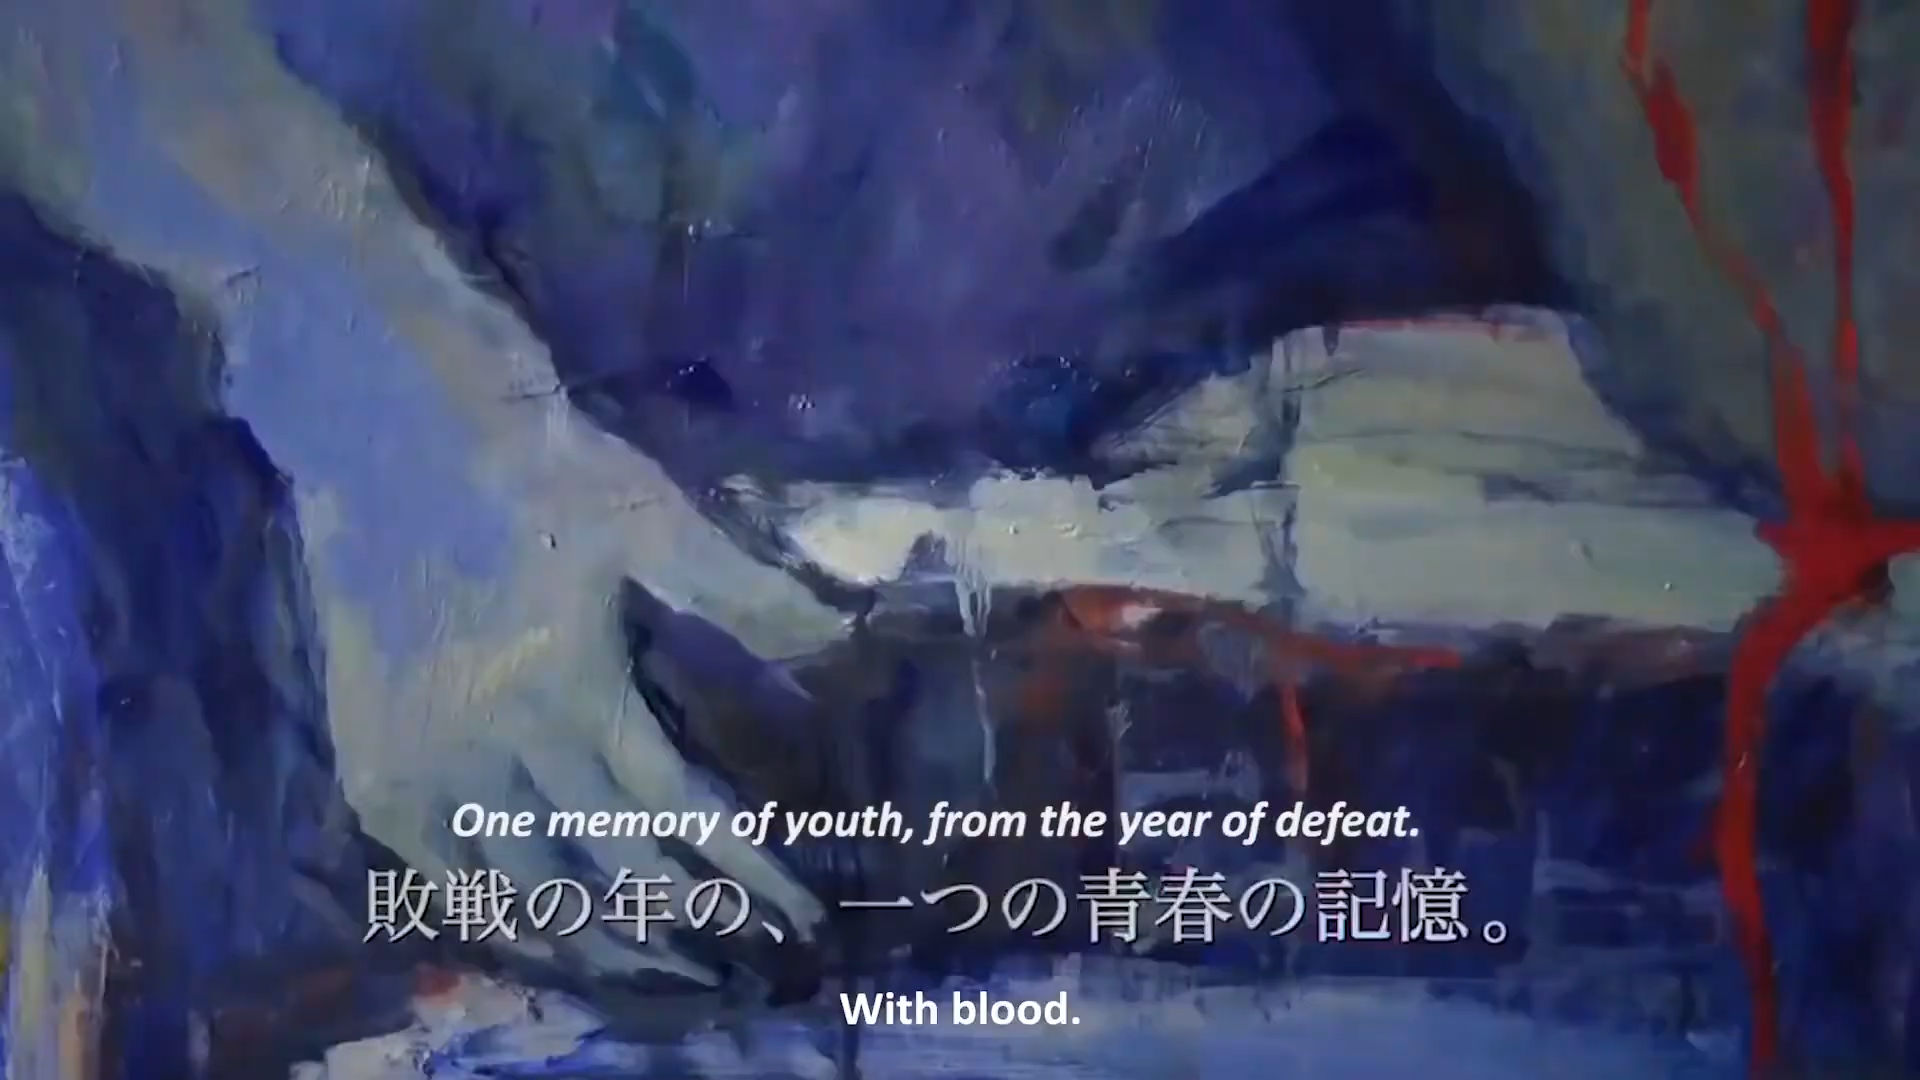 One memory of youth, from the year of defeat.
敗戦の年の、一つの青春の記憶。
With blood.